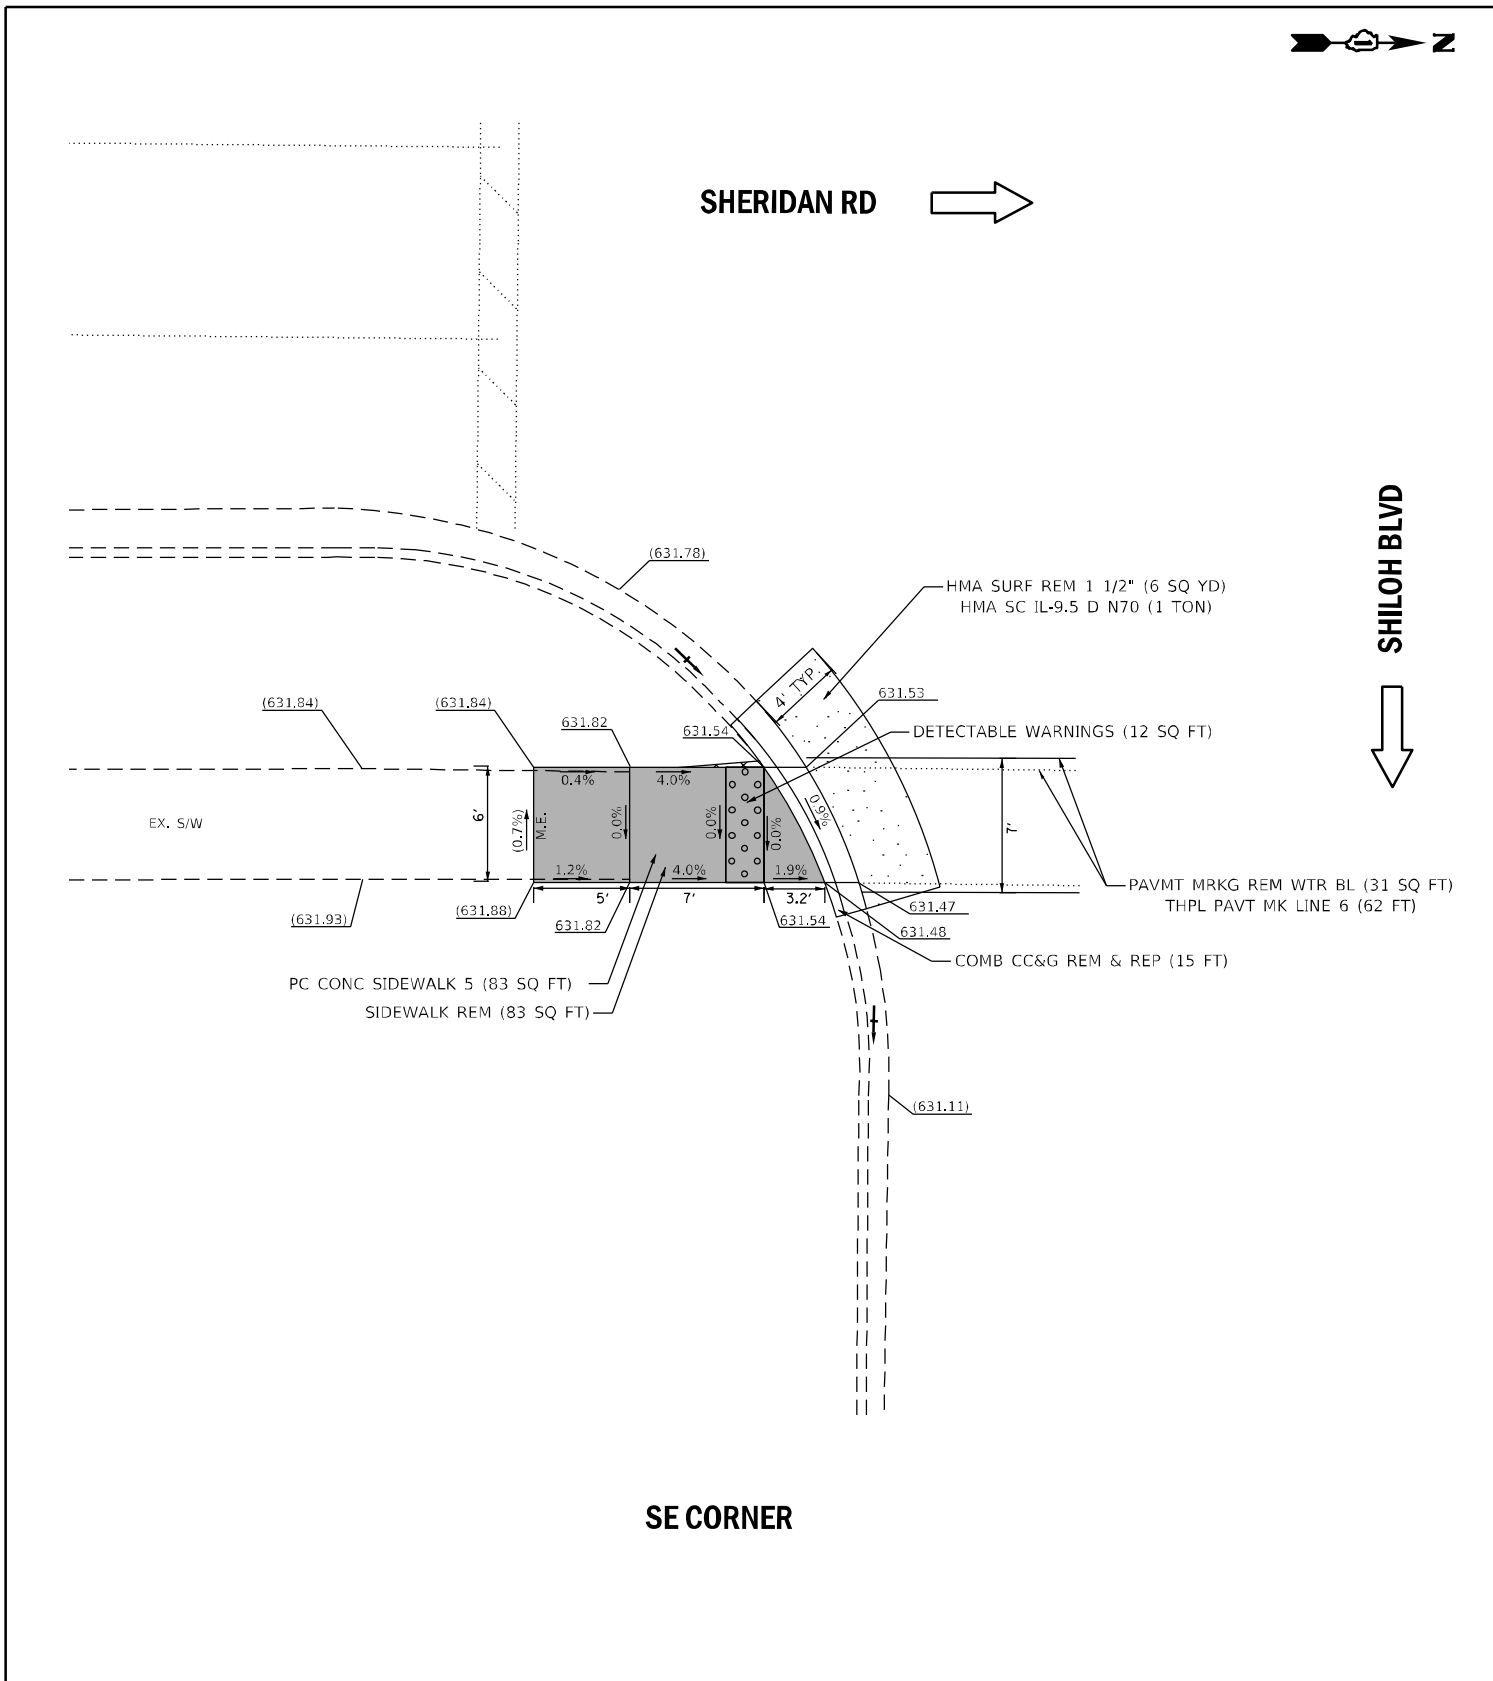 N
SHERIDAN RD
SHILOH BLVD
(631.78)
HMA SURF REM 1 1/2" (6 SQ YD)
HMA SC IL-9.5 D N70 (1 TON)
4' TYP.
631.53
(631.84)
(631.84)
631.82
631.54
DETECTABLE WARNINGS (12 SQ FT)
0.4%
4.0%
EX. S/W
6'
(0.7%)
M.E.
0.0%
0.0%
0.0%
0.9%
7'
1.2%
4.0%
1.9%
PAVMT MRKG REM WTR BL (31 SQ FT)
THPL PAVT MK LINE 6 (62 FT)
5'
7'
3.2'
(631.93)
(631.88)
631.82
631.54
631.47
631.48
COMB CC&G REM & REP (15 FT)
PC CONC SIDEWALK 5 (83 SQ FT)
SIDEWALK REM (83 SQ FT)
(631.11)
SE CORNER